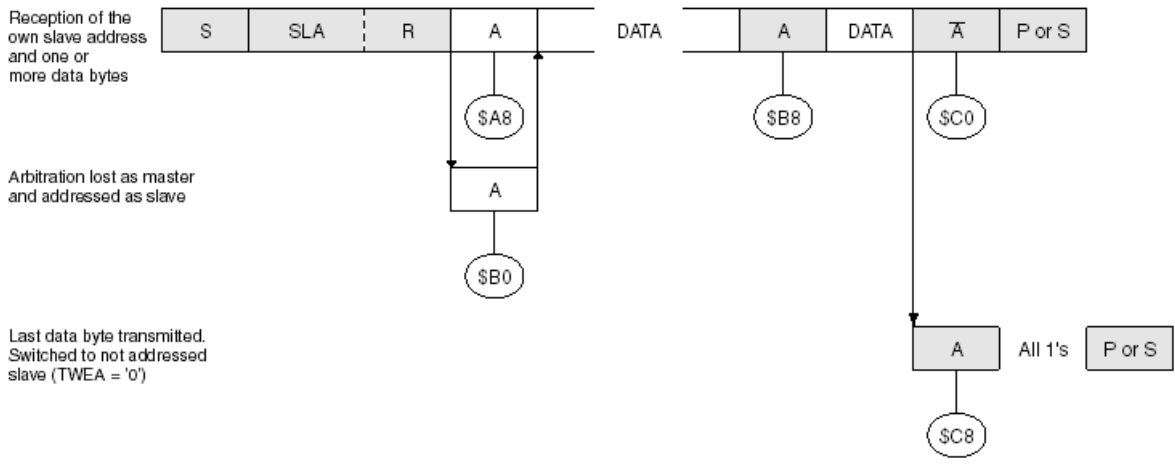 Reception of the
own slave address
and one or
more data bytes
S SLA R A DATA A DATA A̅ P or S
$A8 $B8 $C0
Arbitration lost as master
and addressed as slave
A
$B0
Last data byte transmitted.
Switched to not addressed
slave (TWEA = '0')
A All 1's P or S
$C8